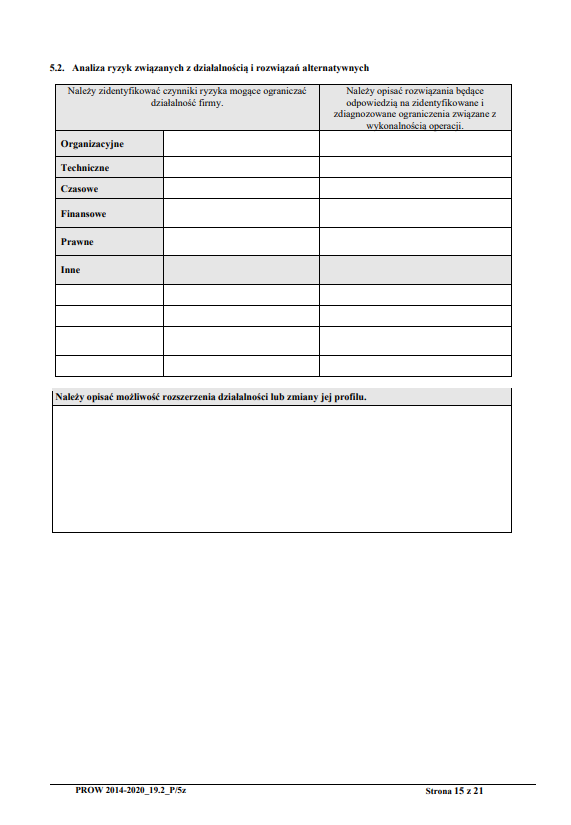 5.2. Analiza ryzyk związanych z działalnością i rozwiązań alternatywnych
Należy zidentyfikować czynniki ryzyka mogące ograniczać
działalność firmy.
Należy opisać rozwiązania będące
odpowiedzią na zidentyfikowane i
zdiagnozowane ograniczenia związane z
wykonalnością operacji.
Organizacyjne
Techniczne
Czasowe
Finansowe
Prawne
Inne
Należy opisać możliwość rozszerzenia działalności lub zmiany jej profilu.
PROW 2014-2020_19.2_P/5z
Strona 15 z 21